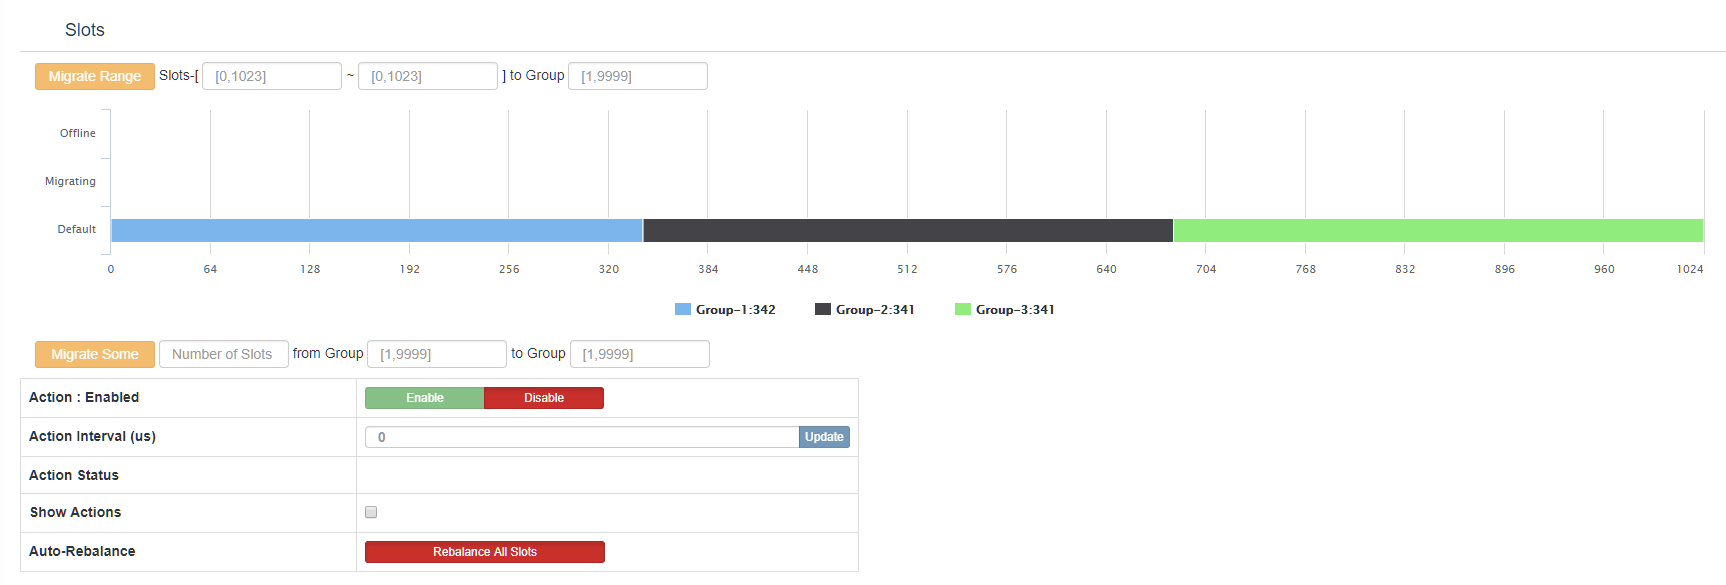 Slots
Migrate Range Slots-[ [0,1023] ~ [0,1023] ] to Group [1,9999]
Offline
Migrating
Default
0 64 128 192 256 320 384 448 512 576 640 704 768 832 896 960 1024
Group-1:342 Group-2:341 Group-3:341
Migrate Some Number of Slots from Group [1,9999] to Group [1,9999]
Action : Enabled Enable Disable
Action Interval (us) 0 Update
Action Status
Show Actions
Auto-Rebalance Rebalance All Slots